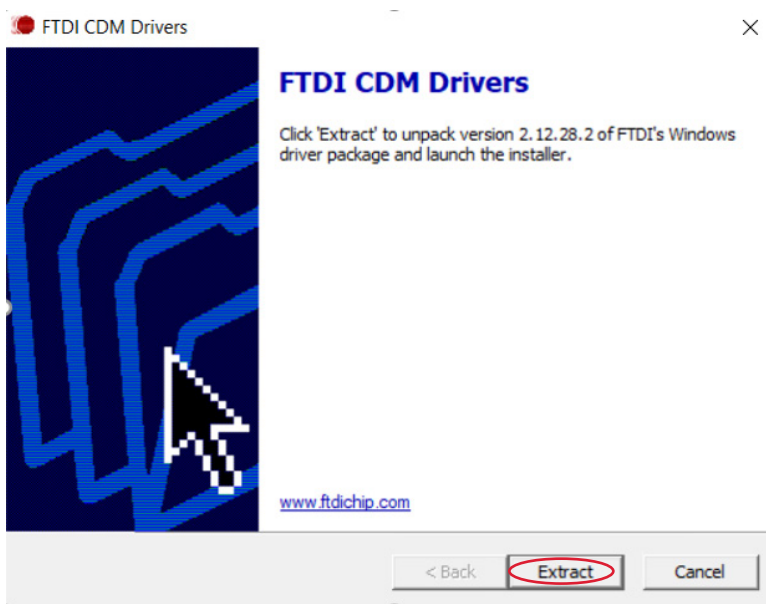 FTDI CDM Drivers
FTDI CDM Drivers
Click 'Extract' to unpack version 2.12.28.2 of FTDI's Windows
driver package and launch the installer.
www.ftdichip.com
< Back Extract Cancel